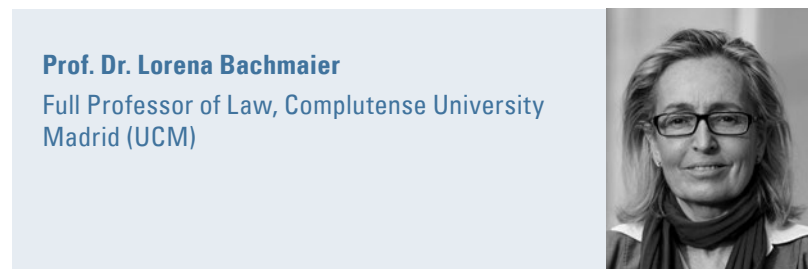 Prof. Dr. Lorena Bachmaier
Full Professor of Law, Complutense University
Madrid (UCM)